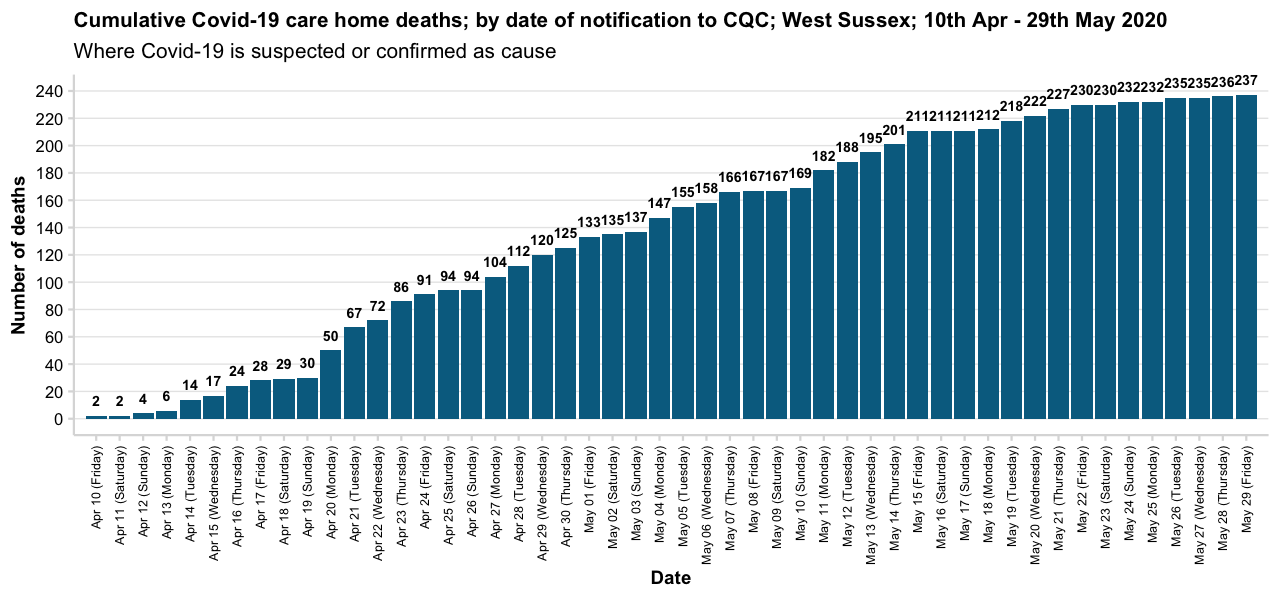 Cumulative Covid-19 care home deaths; by date of notification to CQC; West Sussex; 10th Apr - 29th May 2020
Where Covid-19 is suspected or confirmed as cause
Number of deaths
240
220
200
180
160
140
120
100
80
60
40
20
0
2
2
4
6
14
17
24
28
29
30
50
67
72
86
91
94
94
104
112
120
125
133
135
137
147
155
158
166
167
167
169
182
188
195
201
211
211
211
212
218
222
227
230
230
232
232
235
235
236
237
Apr 10 (Friday)
Apr 11 (Saturday)
Apr 12 (Sunday)
Apr 13 (Monday)
Apr 14 (Tuesday)
Apr 15 (Wednesday)
Apr 16 (Thursday)
Apr 17 (Friday)
Apr 18 (Saturday)
Apr 19 (Sunday)
Apr 20 (Monday)
Apr 21 (Tuesday)
Apr 22 (Wednesday)
Apr 23 (Thursday)
Apr 24 (Friday)
Apr 25 (Saturday)
Apr 26 (Sunday)
Apr 27 (Monday)
Apr 28 (Tuesday)
Apr 29 (Wednesday)
Apr 30 (Thursday)
May 01 (Friday)
May 02 (Saturday)
May 03 (Sunday)
May 04 (Monday)
May 05 (Tuesday)
May 06 (Wednesday)
May 07 (Thursday)
May 08 (Friday)
May 09 (Saturday)
May 10 (Sunday)
May 11 (Monday)
May 12 (Tuesday)
May 13 (Wednesday)
May 14 (Thursday)
May 15 (Friday)
May 16 (Saturday)
May 17 (Sunday)
May 18 (Monday)
May 19 (Tuesday)
May 20 (Wednesday)
May 21 (Thursday)
May 22 (Friday)
May 23 (Saturday)
May 24 (Sunday)
May 25 (Monday)
May 26 (Tuesday)
May 27 (Wednesday)
May 28 (Thursday)
May 29 (Friday)
Date